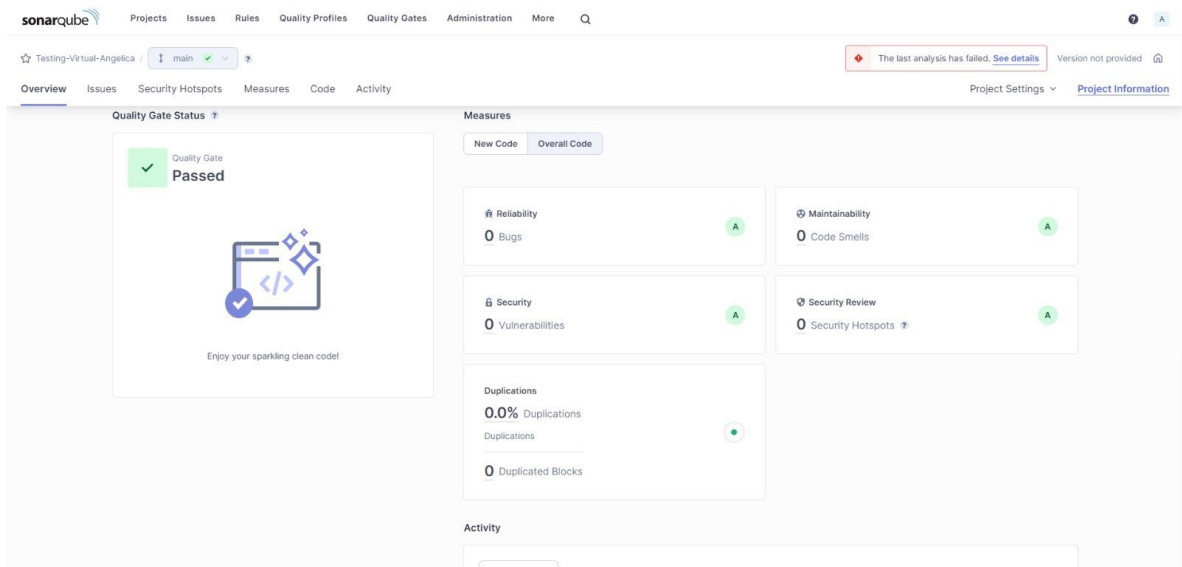 sonarqube Projects Issues Rules Quality Profiles Quality Gates Administration More ? A
Testing-Virtual-Angelica / main ? The last analysis has failed. See details Version not provided
Overview Issues Security Hotspots Measures Code Activity Project Settings Project Information
Quality Gate Status ?
Quality Gate
Passed
</>
Enjoy your sparkling clean code!
Measures
New Code Overall Code
Reliability
0 Bugs A
Maintainability
0 Code Smells A
Security
0 Vulnerabilities A
Security Review
0 Security Hotspots ? A
Duplications
0.0% Duplications
Duplications
0 Duplicated Blocks
Activity